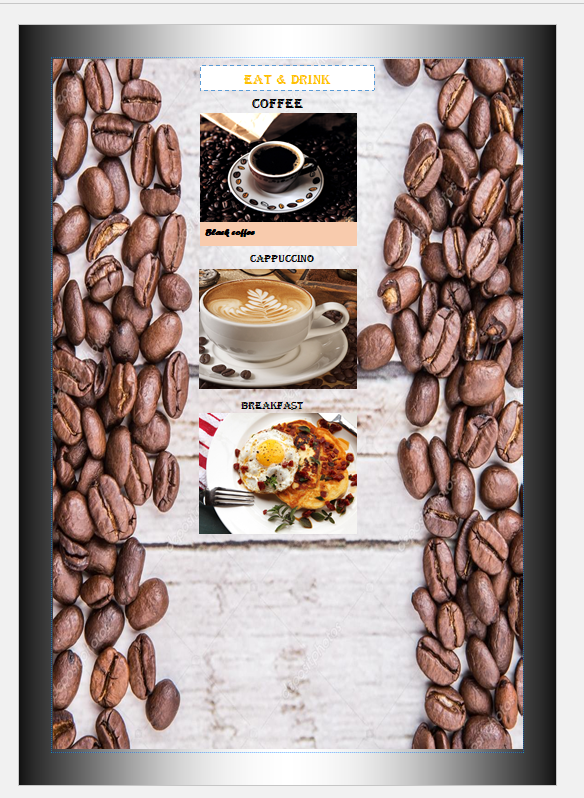 EAT & DRINK
COFFEE
Black coffee
CAPPUCCINO
BREAKFAST